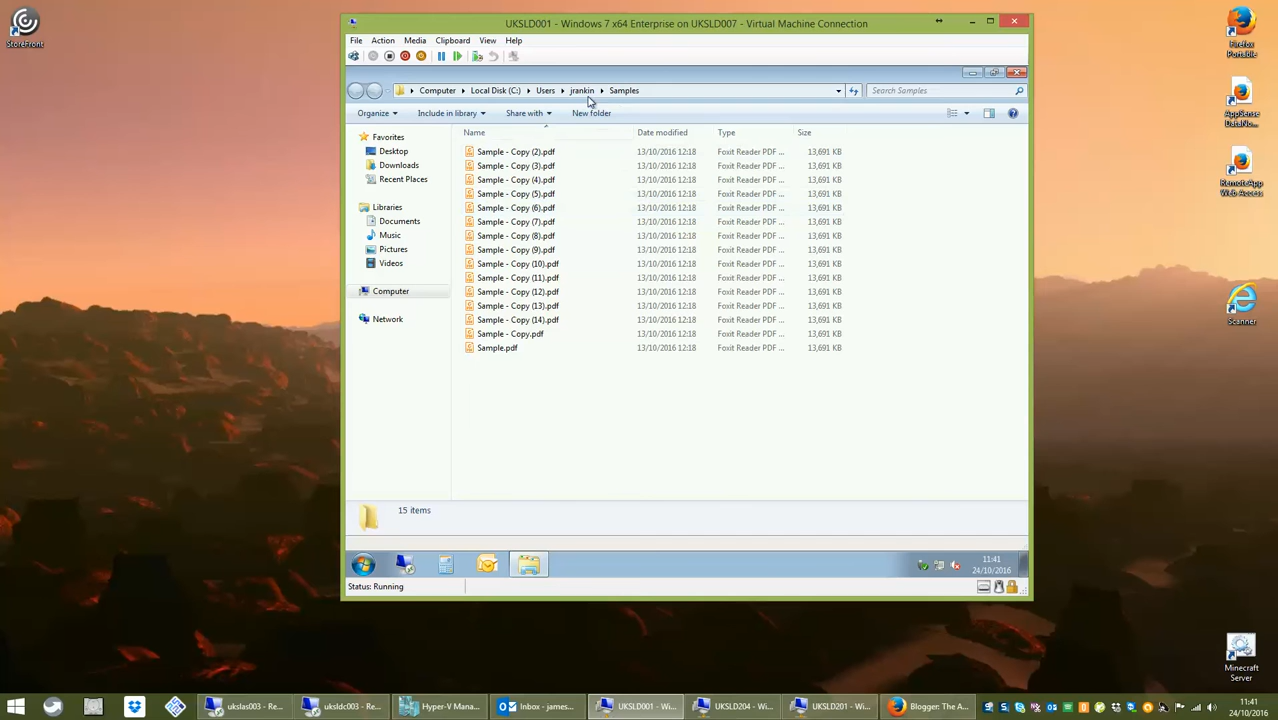 StoreFront
UKSLD001 - Windows 7 x64 Enterprise on UKSLD007 - Virtual Machine Connection
File Action Media Clipboard View Help
Computer Local Disk (C:) Users jrankin Samples
Search Samples
Organize Include in library Share with New folder
Favorites
Desktop
Downloads
Recent Places
Libraries
Documents
Music
Pictures
Videos
Computer
Network
Name Date modified Type Size
Sample - Copy (2).pdf 13/10/2016 12:18 Foxit Reader PDF ... 13,691 KB
Sample - Copy (3).pdf 13/10/2016 12:18 Foxit Reader PDF ... 13,691 KB
Sample - Copy (4).pdf 13/10/2016 12:18 Foxit Reader PDF ... 13,691 KB
Sample - Copy (5).pdf 13/10/2016 12:18 Foxit Reader PDF ... 13,691 KB
Sample - Copy (6).pdf 13/10/2016 12:18 Foxit Reader PDF ... 13,691 KB
Sample - Copy (7).pdf 13/10/2016 12:18 Foxit Reader PDF ... 13,691 KB
Sample - Copy (8).pdf 13/10/2016 12:18 Foxit Reader PDF ... 13,691 KB
Sample - Copy (9).pdf 13/10/2016 12:18 Foxit Reader PDF ... 13,691 KB
Sample - Copy (10).pdf 13/10/2016 12:18 Foxit Reader PDF ... 13,691 KB
Sample - Copy (11).pdf 13/10/2016 12:18 Foxit Reader PDF ... 13,691 KB
Sample - Copy (12).pdf 13/10/2016 12:18 Foxit Reader PDF ... 13,691 KB
Sample - Copy (13).pdf 13/10/2016 12:18 Foxit Reader PDF ... 13,691 KB
Sample - Copy (14).pdf 13/10/2016 12:18 Foxit Reader PDF ... 13,691 KB
Sample - Copy.pdf 13/10/2016 12:18 Foxit Reader PDF ... 13,691 KB
Sample.pdf 13/10/2016 12:18 Foxit Reader PDF ... 13,691 KB
15 items
11:41
24/10/2016
Status: Running
Firefox
Portable
AppSense
DataNo...
RemoteApp
Web Access
Scanner
Minecraft
Server
ukslas003 - Re...
uksldc003 - Re...
Hyper-V Mana...
Inbox - james...
UKSLD001 - Wi...
UKSLD204 - Wi...
UKSLD201 - Wi...
Blogger: The A...
11:41
24/10/2016